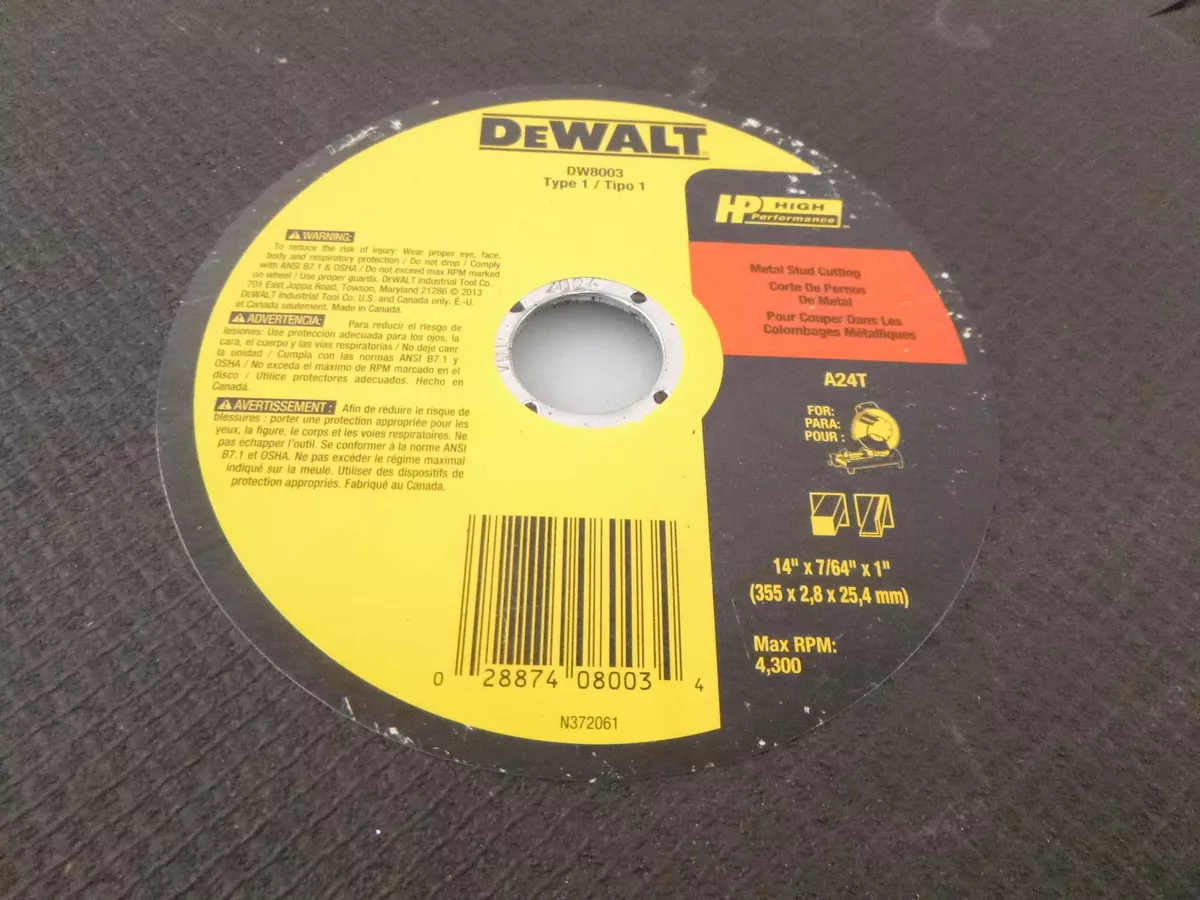 DEWALT
DW8003
Type 1 / Tipo 1
HP HIGH
Performance
WARNING:
To reduce the risk of injury: Wear proper eye, face,
body and respiratory protection / Do not drop / Comply
with ANSI B7.1 & OSHA / Do not exceed max RPM marked
on wheel / Use proper guards. DEWALT Industrial Tool Co.
701 East Joppa Road, Towson, Maryland 21286 © 2013
DEWALT Industrial Tool Co. U.S. and Canada only. É.-U.
et Canada seulement. Made in Canada.
ADVERTENCIA: Para reducir el riesgo de
lesiones: Use protección adecuada para los ojos, la
cara, el cuerpo y las vías respiratorias / No deje caer
la unidad / Cumpla con las normas ANSI B7.1 y
OSHA / No exceda el máximo de RPM marcado en el
disco / Utilice protectores adecuados. Hecho en
Canadá.
AVERTISSEMENT : Afin de réduire le risque de
blessures : porter une protection appropriée pour les
yeux, la figure, le corps et les voies respiratoires. Ne
pas échapper l'outil. Se conformer à la norme ANSI
B7.1 et OSHA. Ne pas excéder le régime maximal
indiqué sur la meule. Utiliser des dispositifs de
protection appropriés. Fabriqué au Canada.
Metal Stud Cutting
Corte De Pernos
De Metal
Pour Couper Dans Les
Colombages Métalliques
A24T
FOR:
PARA:
POUR :
14" x 7/64" x 1"
(355 x 2,8 x 25,4 mm)
Max RPM:
4,300
0 28874 08003 4
N372061